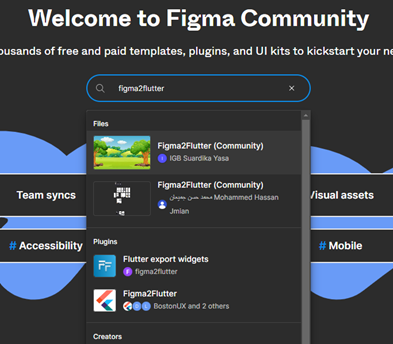 Welcome to Figma Community
ousands of free and paid templates, plugins, and UI kits to kickstart your ne
figma2flutter
Files
Figma2Flutter (Community)
I IGB Suardika Yasa
Figma2Flutter (Community)
محمد حسن جميمان Mohammed Hassan
Jmian
Plugins
Flutter export widgets
F figma2flutter
Figma2Flutter
BostonUX and 2 others
Creators
Team syncs
Visual assets
# Accessibility
# Mobile